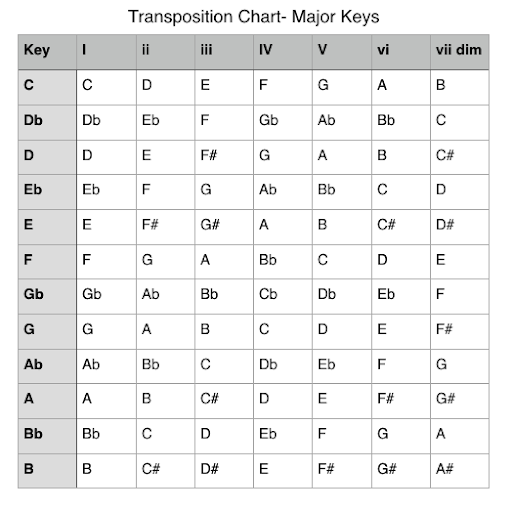 Transposition Chart- Major Keys
Key I ii iii IV V vi vii dim
C C D E F G A B
Db Db Eb F Gb Ab Bb C
D D E F# G A B C#
Eb Eb F G Ab Bb C D
E E F# G# A B C# D#
F F G A Bb C D E
Gb Gb Ab Bb Cb Db Eb F
G G A B C D E F#
Ab Ab Bb C Db Eb F G
A A B C# D E F# G#
Bb Bb C D Eb F G A
B B C# D# E F# G# A#